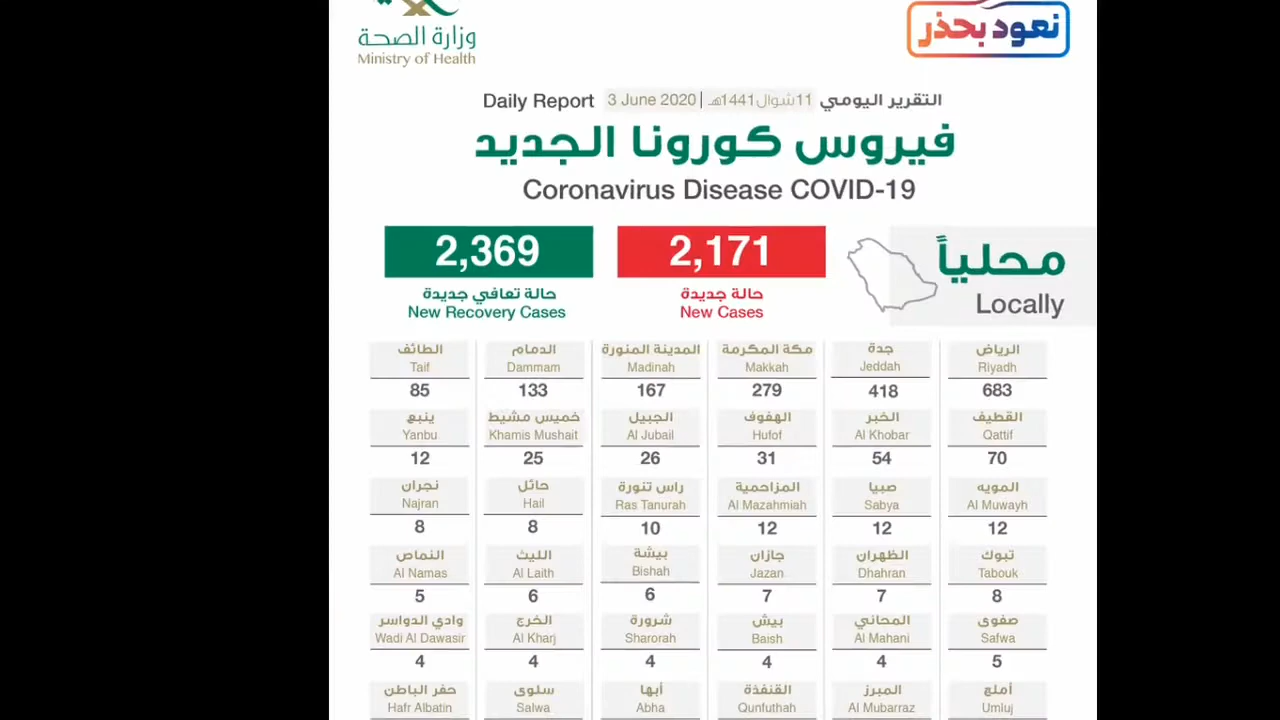 وزارة الصحة
Ministry of Health
نعود بحذر
Daily Report 3 June 2020 | 11شوال1441هـ التقرير اليومي
فيروس كورونا الجديد
Coronavirus Disease COVID-19
محلياً
Locally
2,171
حالة جديدة
New Cases
2,369
حالة تعافي جديدة
New Recovery Cases
الرياض جدة مكة المكرمة المدينة المنورة الدمام الطائف
Riyadh Jeddah Makkah Madinah Dammam Taif
683 418 279 167 133 85
القطيف الخبر الهفوف الجبيل خميس مشيط ينبع
Qattif Al Khobar Hufof Al Jubail Khamis Mushait Yanbu
70 54 31 26 25 12
المويه صبيا المزاحمية راس تنورة حائل نجران
Al Muwayh Sabya Al Mazahmiah Ras Tanurah Hail Najran
12 12 12 10 8 8
تبوك الظهران جازان بيشة الليث النماص
Tabouk Dhahran Jazan Bishah Al Laith Al Namas
8 7 7 6 6 5
صفوى المحاني بيش شرورة الخرج وادي الدواسر
Safwa Al Mahani Baish Sharorah Al Kharj Wadi Al Dawasir
5 4 4 4 4 4
أملج المبرز القنفذة أبها سلوى حفر الباطن
Umluj Al Mubarraz Qunfuthah Abha Salwa Hafr Albatin